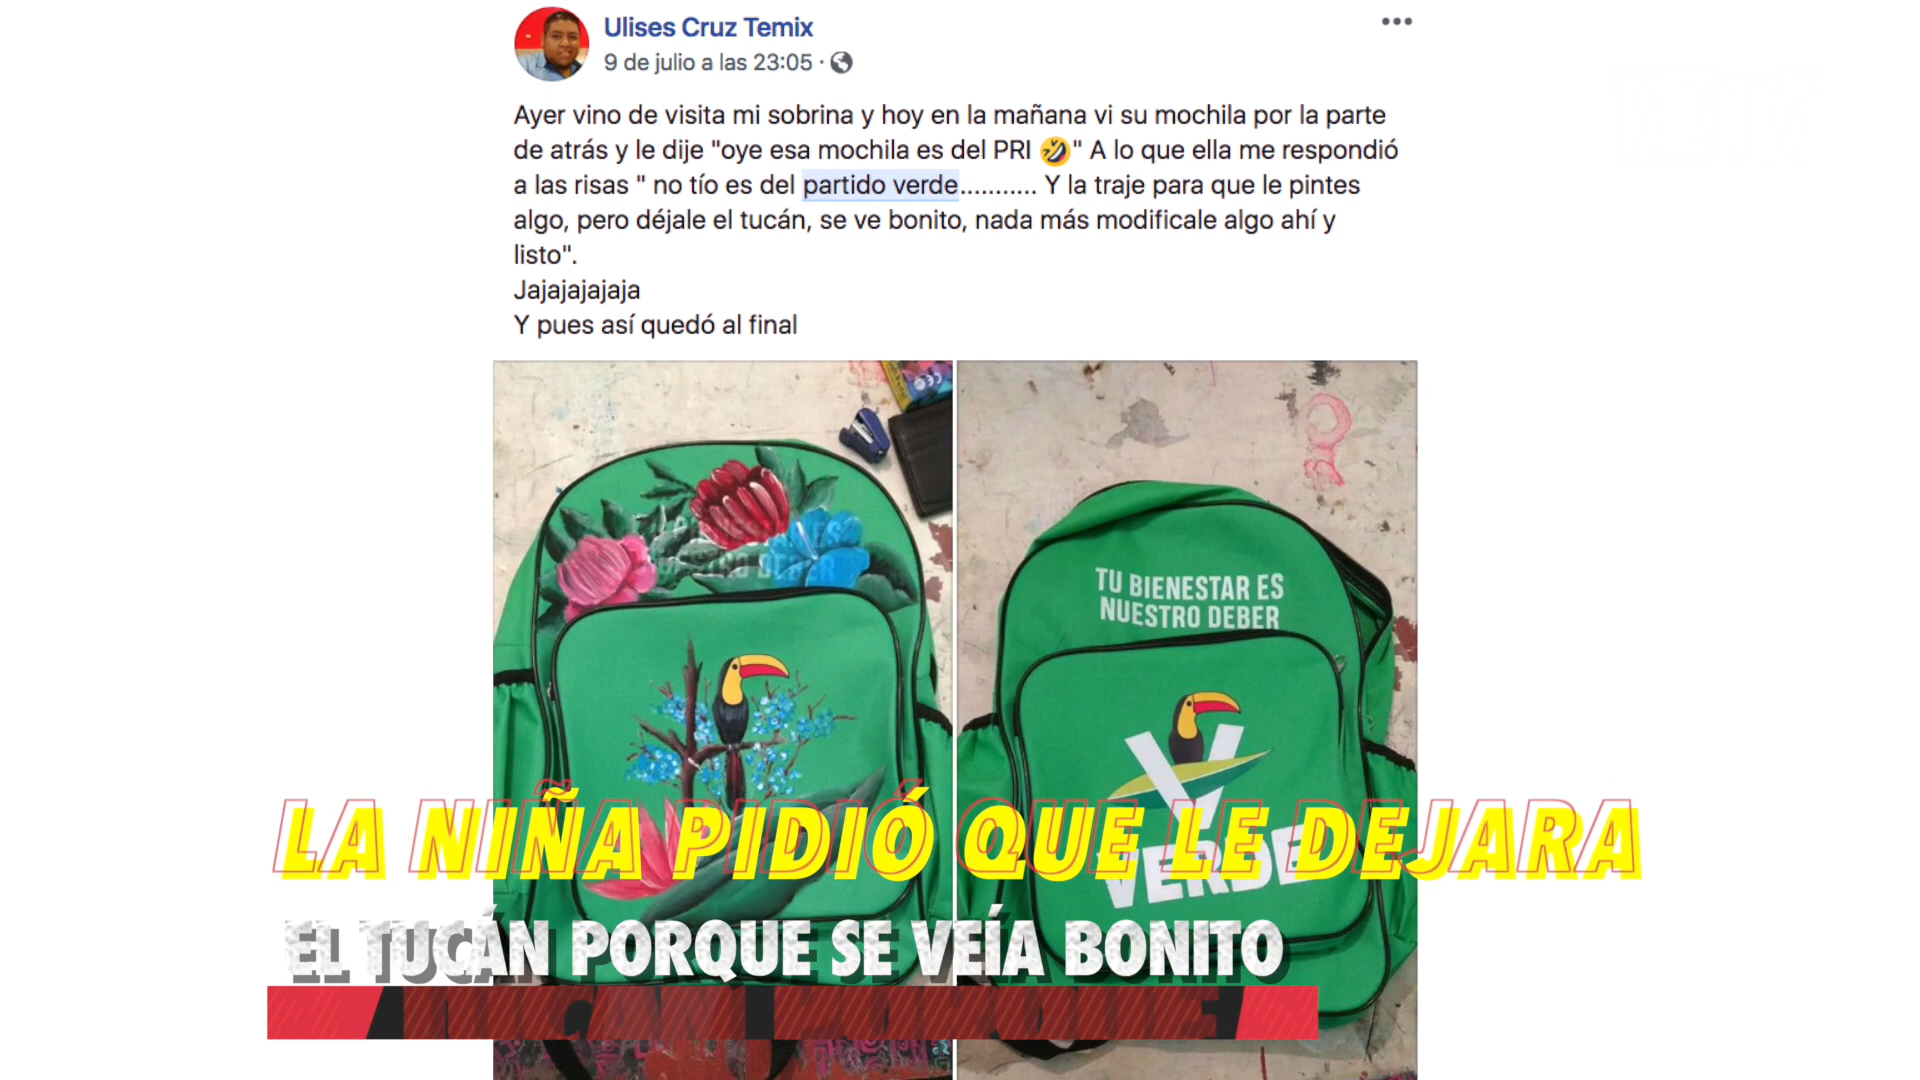 Ulises Cruz Temix
9 de julio a las 23:05 ·
Ayer vino de visita mi sobrina y hoy en la mañana vi su mochila por la parte
de atrás y le dije "oye esa mochila es del PRI 🤣" A lo que ella me respondió
a las risas " no tío es del partido verde........... Y la traje para que le pintes
algo, pero déjale el tucán, se ve bonito, nada más modificale algo ahí y
listo".
Jajajajajaja
Y pues así quedó al final
TU BIENESTAR ES
NUESTRO DEBER
V
VERDE
LA NIÑA PIDIÓ QUE LE DEJARA
EL TUCÁN PORQUE SE VEÍA BONITO